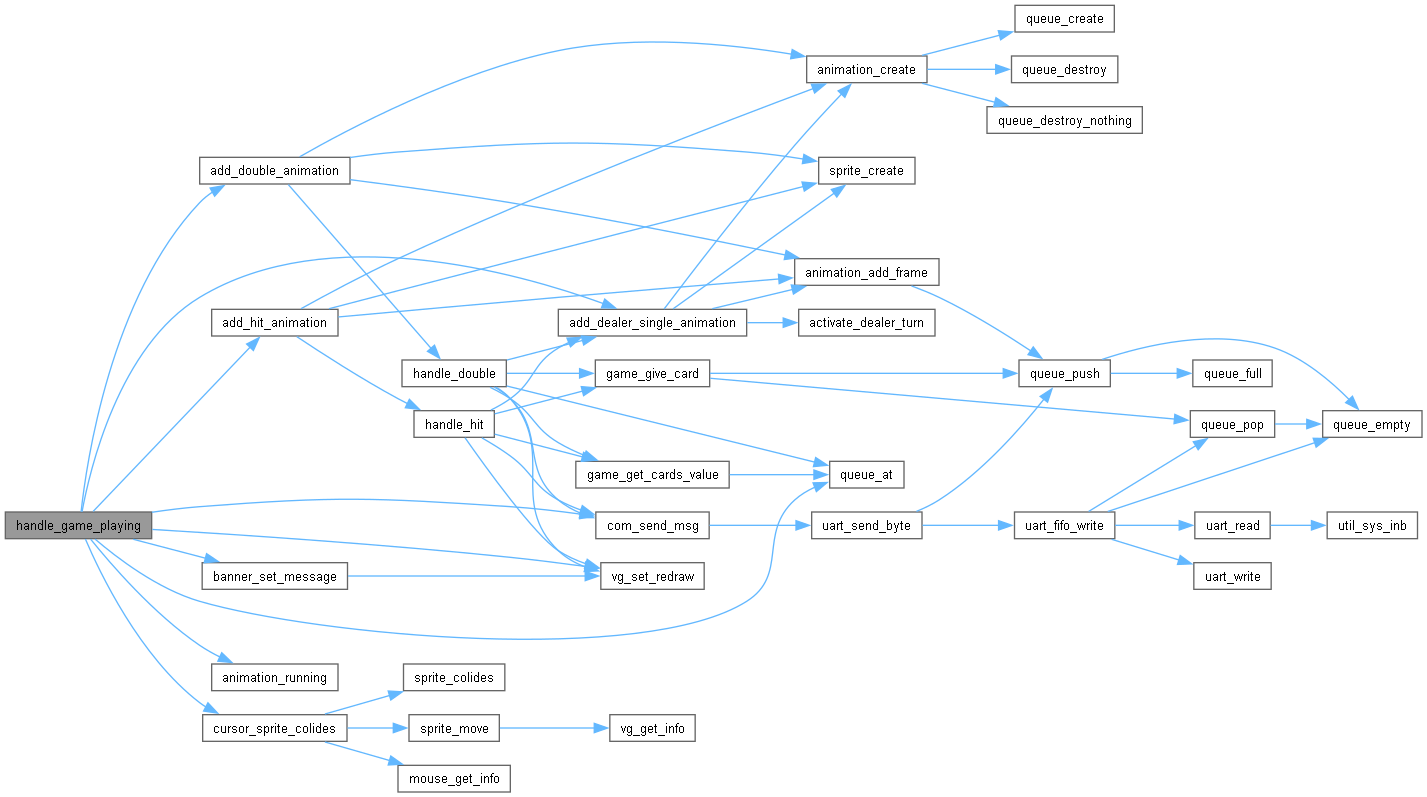 queue_create
animation_create
queue_destroy
queue_destroy_nothing
add_double_animation
sprite_create
animation_add_frame
add_hit_animation
add_dealer_single_animation
activate_dealer_turn
handle_double
game_give_card
queue_push
queue_full
handle_hit
queue_pop
queue_empty
game_get_cards_value
queue_at
handle_game_playing
com_send_msg
uart_send_byte
uart_fifo_write
uart_read
util_sys_inb
banner_set_message
vg_set_redraw
uart_write
animation_running
sprite_colides
cursor_sprite_colides
sprite_move
vg_get_info
mouse_get_info